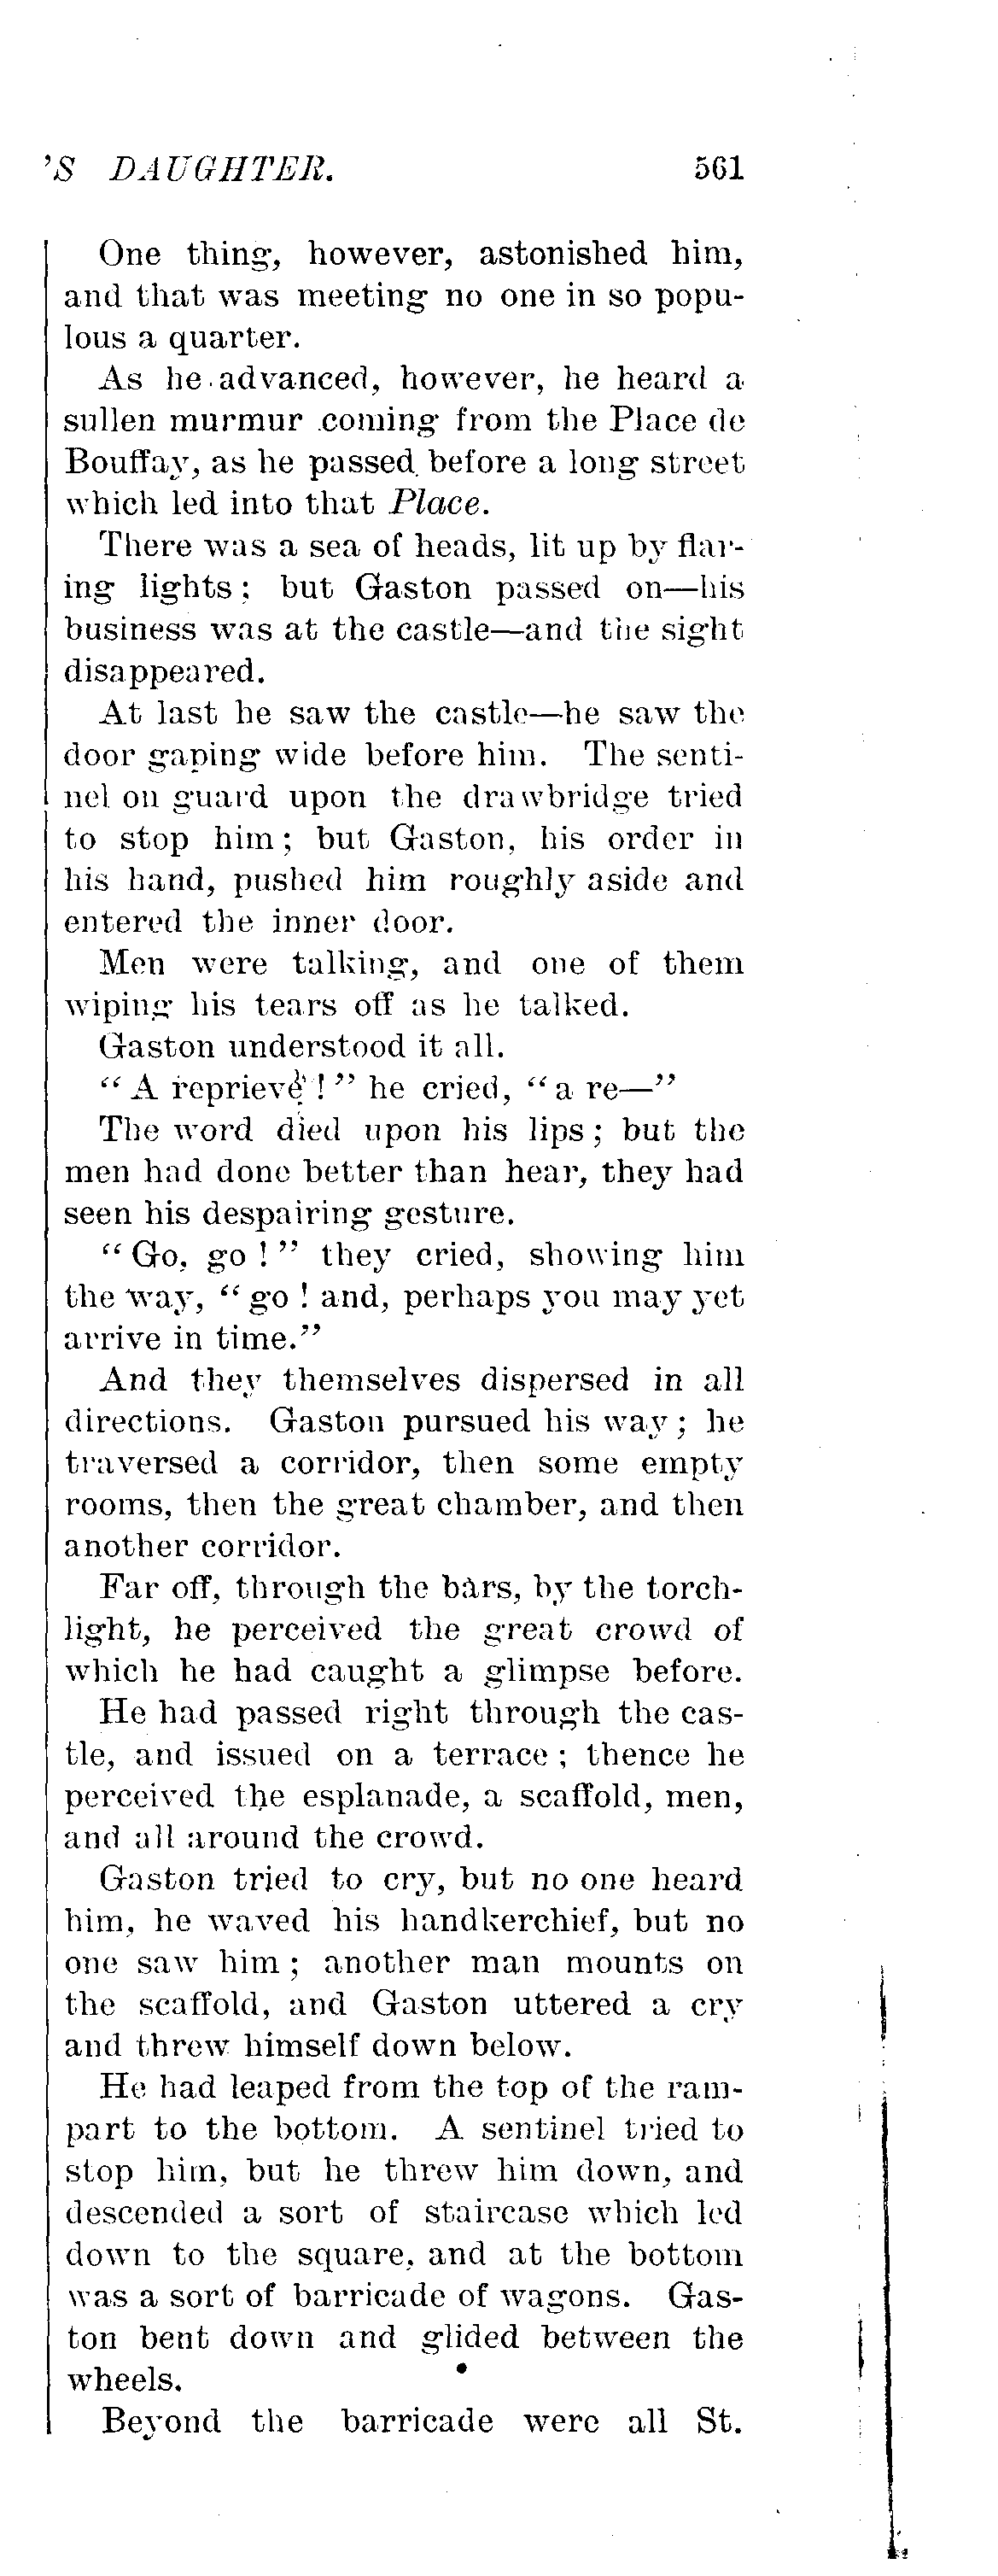 'S DAUGHTER. 561
One thing, however, astonished him,
and that was meeting no one in so popu-
lous a quarter.
As he advanced, however, he heard a
sullen murmur coming from the Place de
Bouffay, as he passed before a long street
which led into that Place.
There was a sea of heads, lit up by flar-
ing lights; but Gaston passed on—his
business was at the castle—and the sight
disappeared.
At last he saw the castle—he saw the
door gaping wide before him. The senti-
nel on guard upon the drawbridge tried
to stop him; but Gaston, his order in
his hand, pushed him roughly aside and
entered the inner door.
Men were talking, and one of them
wiping his tears off as he talked.
Gaston understood it all.
"A reprieve!" he cried, "a re—"
The word died upon his lips; but the
men had done better than hear, they had
seen his despairing gesture.
"Go, go!" they cried, showing him
the way, "go! and, perhaps you may yet
arrive in time."
And they themselves dispersed in all
directions. Gaston pursued his way; he
traversed a corridor, then some empty
rooms, then the great chamber, and then
another corridor.
Far off, through the bars, by the torch-
light, he perceived the great crowd of
which he had caught a glimpse before.
He had passed right through the cas-
tle, and issued on a terrace; thence he
perceived the esplanade, a scaffold, men,
and all around the crowd.
Gaston tried to cry, but no one heard
him, he waved his handkerchief, but no
one saw him; another man mounts on
the scaffold, and Gaston uttered a cry
and threw himself down below.
He had leaped from the top of the ram-
part to the bottom. A sentinel tried to
stop him, but he threw him down, and
descended a sort of staircase which led
down to the square, and at the bottom
was a sort of barricade of wagons. Gas-
ton bent down and glided between the
wheels.
Beyond the barricade were all St.